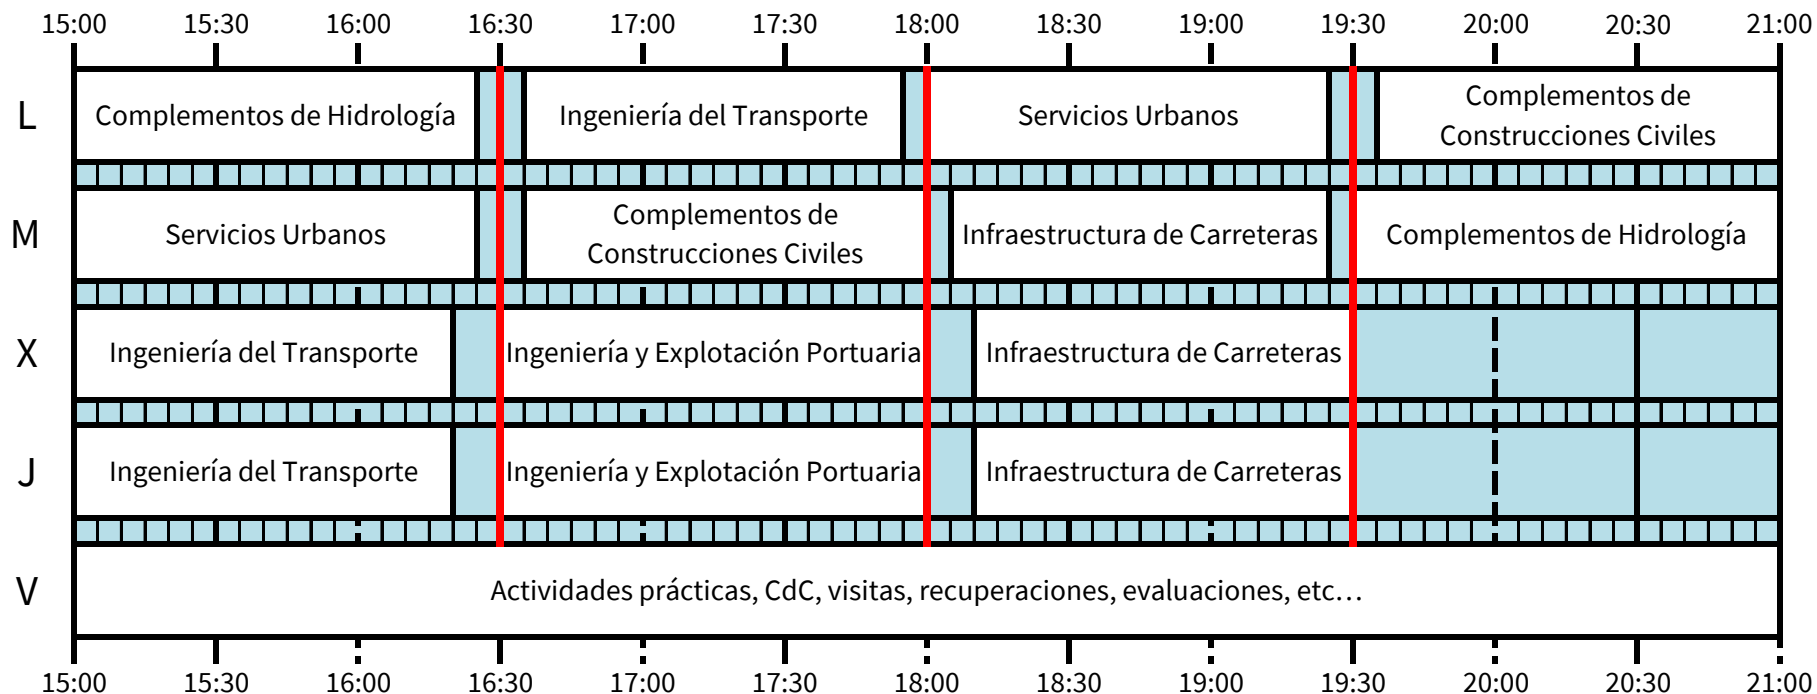 15:00 15:30 16:00 16:30 17:00 17:30 18:00 18:30 19:00 19:30 20:00 20:30 21:00
L
Complementos de Hidrología
Ingeniería del Transporte
Servicios Urbanos
Complementos de
Construcciones Civiles
M
Servicios Urbanos
Complementos de
Construcciones Civiles
Infraestructura de Carreteras
Complementos de Hidrología
X
Ingeniería del Transporte
Ingeniería y Explotación Portuaria
Infraestructura de Carreteras
J
Ingeniería del Transporte
Ingeniería y Explotación Portuaria
Infraestructura de Carreteras
V
Actividades prácticas, CdC, visitas, recuperaciones, evaluaciones, etc…
15:00 15:30 16:00 16:30 17:00 17:30 18:00 18:30 19:00 19:30 20:00 20:30 21:00